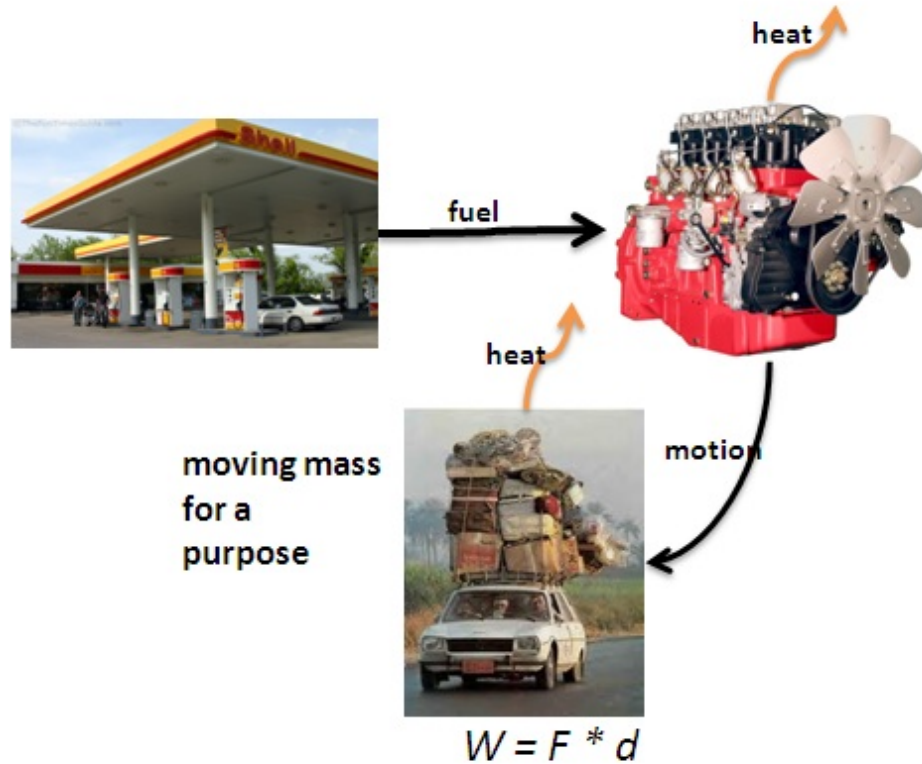 heat
Shell
fuel
heat
motion
moving mass
for a
purpose
W = F * d